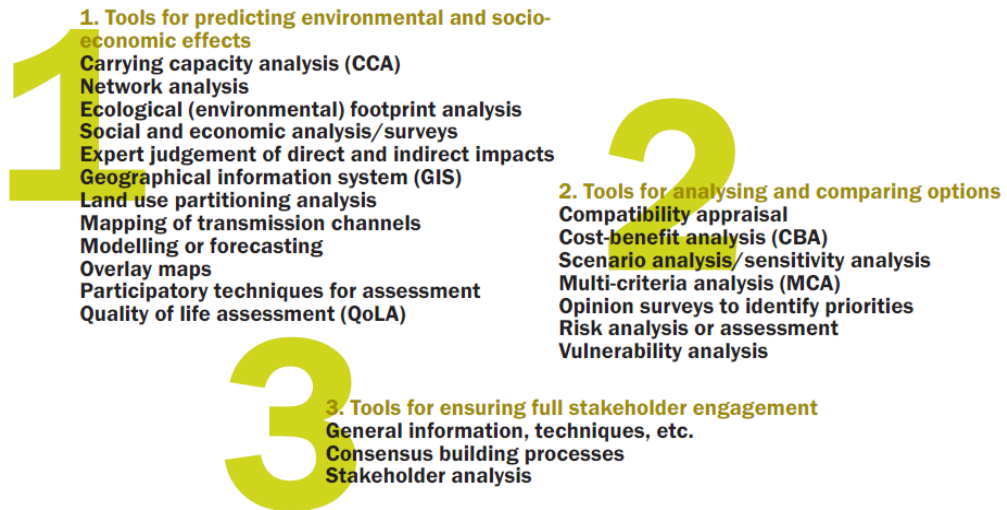 1
1. Tools for predicting environmental and socio-
economic effects
Carrying capacity analysis (CCA)
Network analysis
Ecological (environmental) footprint analysis
Social and economic analysis/surveys
Expert judgement of direct and indirect impacts
Geographical information system (GIS)
Land use partitioning analysis
Mapping of transmission channels
Modelling or forecasting
Overlay maps
Participatory techniques for assessment
Quality of life assessment (QoLA)
2
2. Tools for analysing and comparing options
Compatibility appraisal
Cost-benefit analysis (CBA)
Scenario analysis/sensitivity analysis
Multi-criteria analysis (MCA)
Opinion surveys to identify priorities
Risk analysis or assessment
Vulnerability analysis
3
3. Tools for ensuring full stakeholder engagement
General information, techniques, etc.
Consensus building processes
Stakeholder analysis